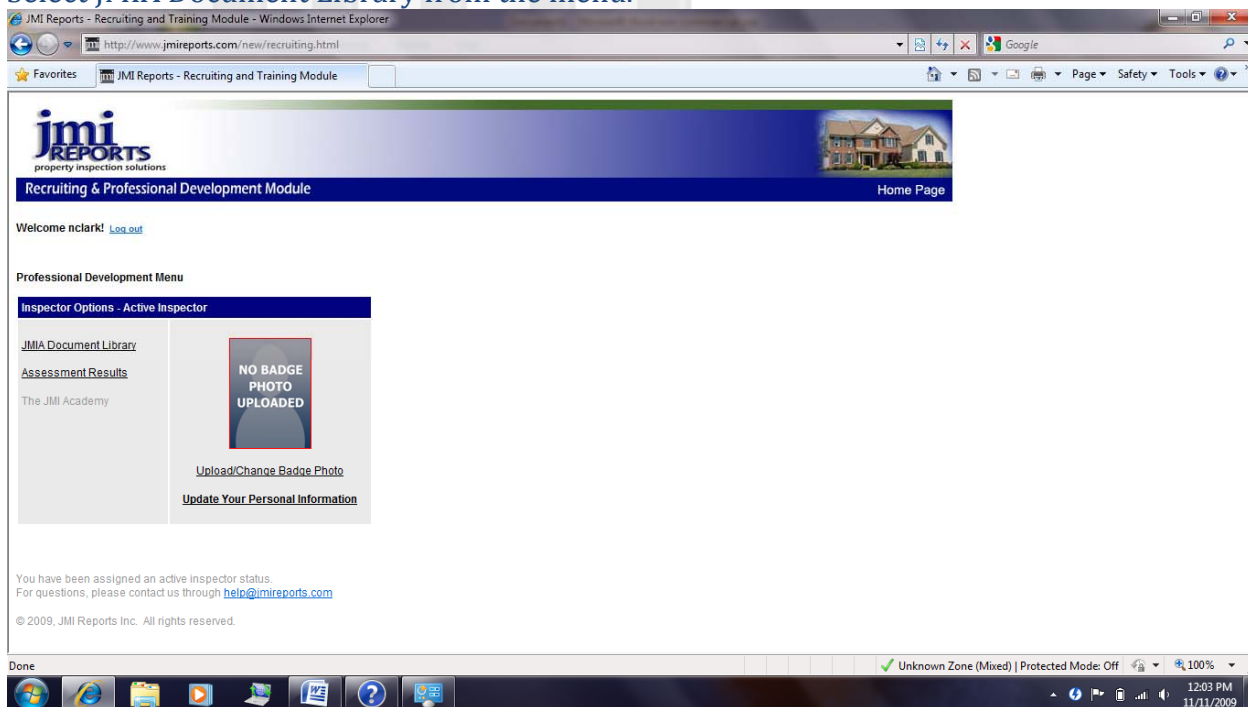 Select JMIA Document Library from the menu.
JMI Reports - Recruiting and Training Module - Windows Internet Explorer
http://www.jmireports.com/new/recruiting.html
Google
Favorites JMI Reports - Recruiting and Training Module Page Safety Tools
jmi
REPORTS
property inspection solutions
Recruiting & Professional Development Module Home Page
Welcome nclark! Log out
Professional Development Menu
Inspector Options - Active Inspector
JMIA Document Library
Assessment Results
The JMI Academy
NO BADGE
PHOTO
UPLOADED
Upload/Change Badge Photo
Update Your Personal Information
You have been assigned an active inspector status.
For questions, please contact us through help@jmireports.com
© 2009, JMI Reports Inc. All rights reserved.
Done Unknown Zone (Mixed) | Protected Mode: Off 100%
12:03 PM
11/11/2009